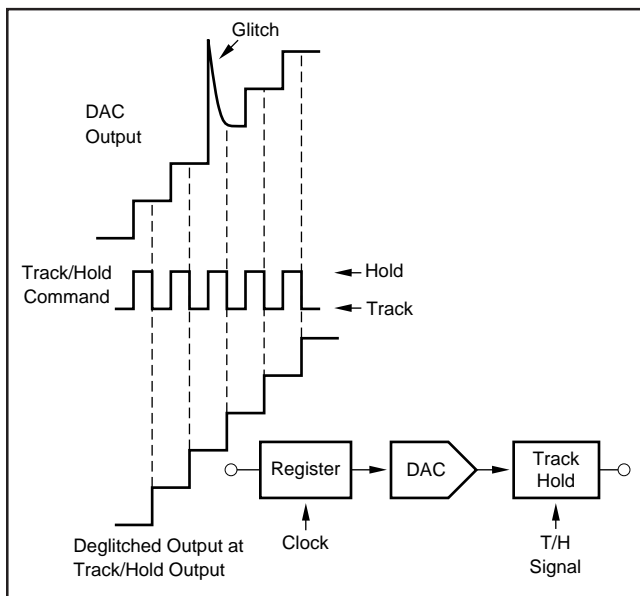 Glitch
DAC
Output
Track/Hold
Command
Hold
Track
Register
DAC
Track
Hold
Clock
T/H
Signal
Deglitched Output at
Track/Hold Output